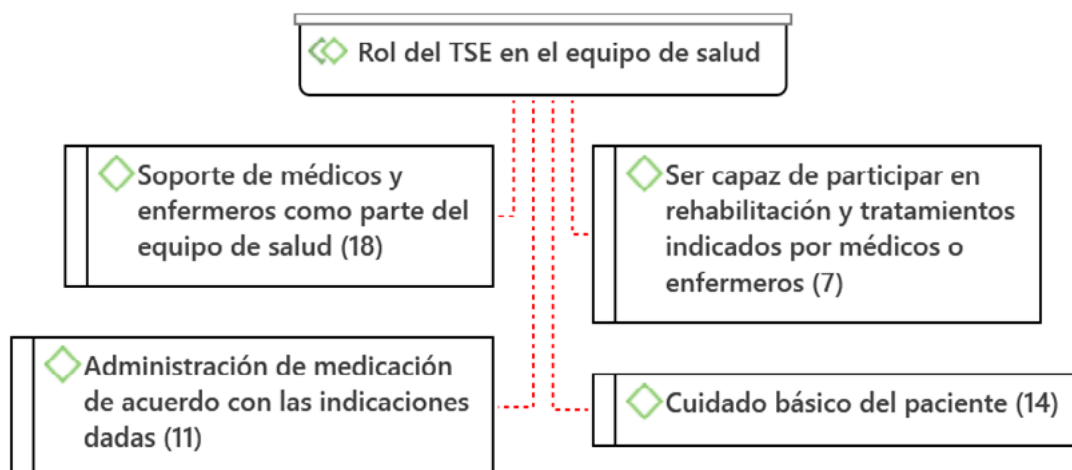 Rol del TSE en el equipo de salud
Soporte de médicos y
enfermeros como parte del
equipo de salud (18)
Ser capaz de participar en
rehabilitación y tratamientos
indicados por médicos o
enfermeros (7)
Administración de medicación
de acuerdo con las indicaciones
dadas (11)
Cuidado básico del paciente (14)